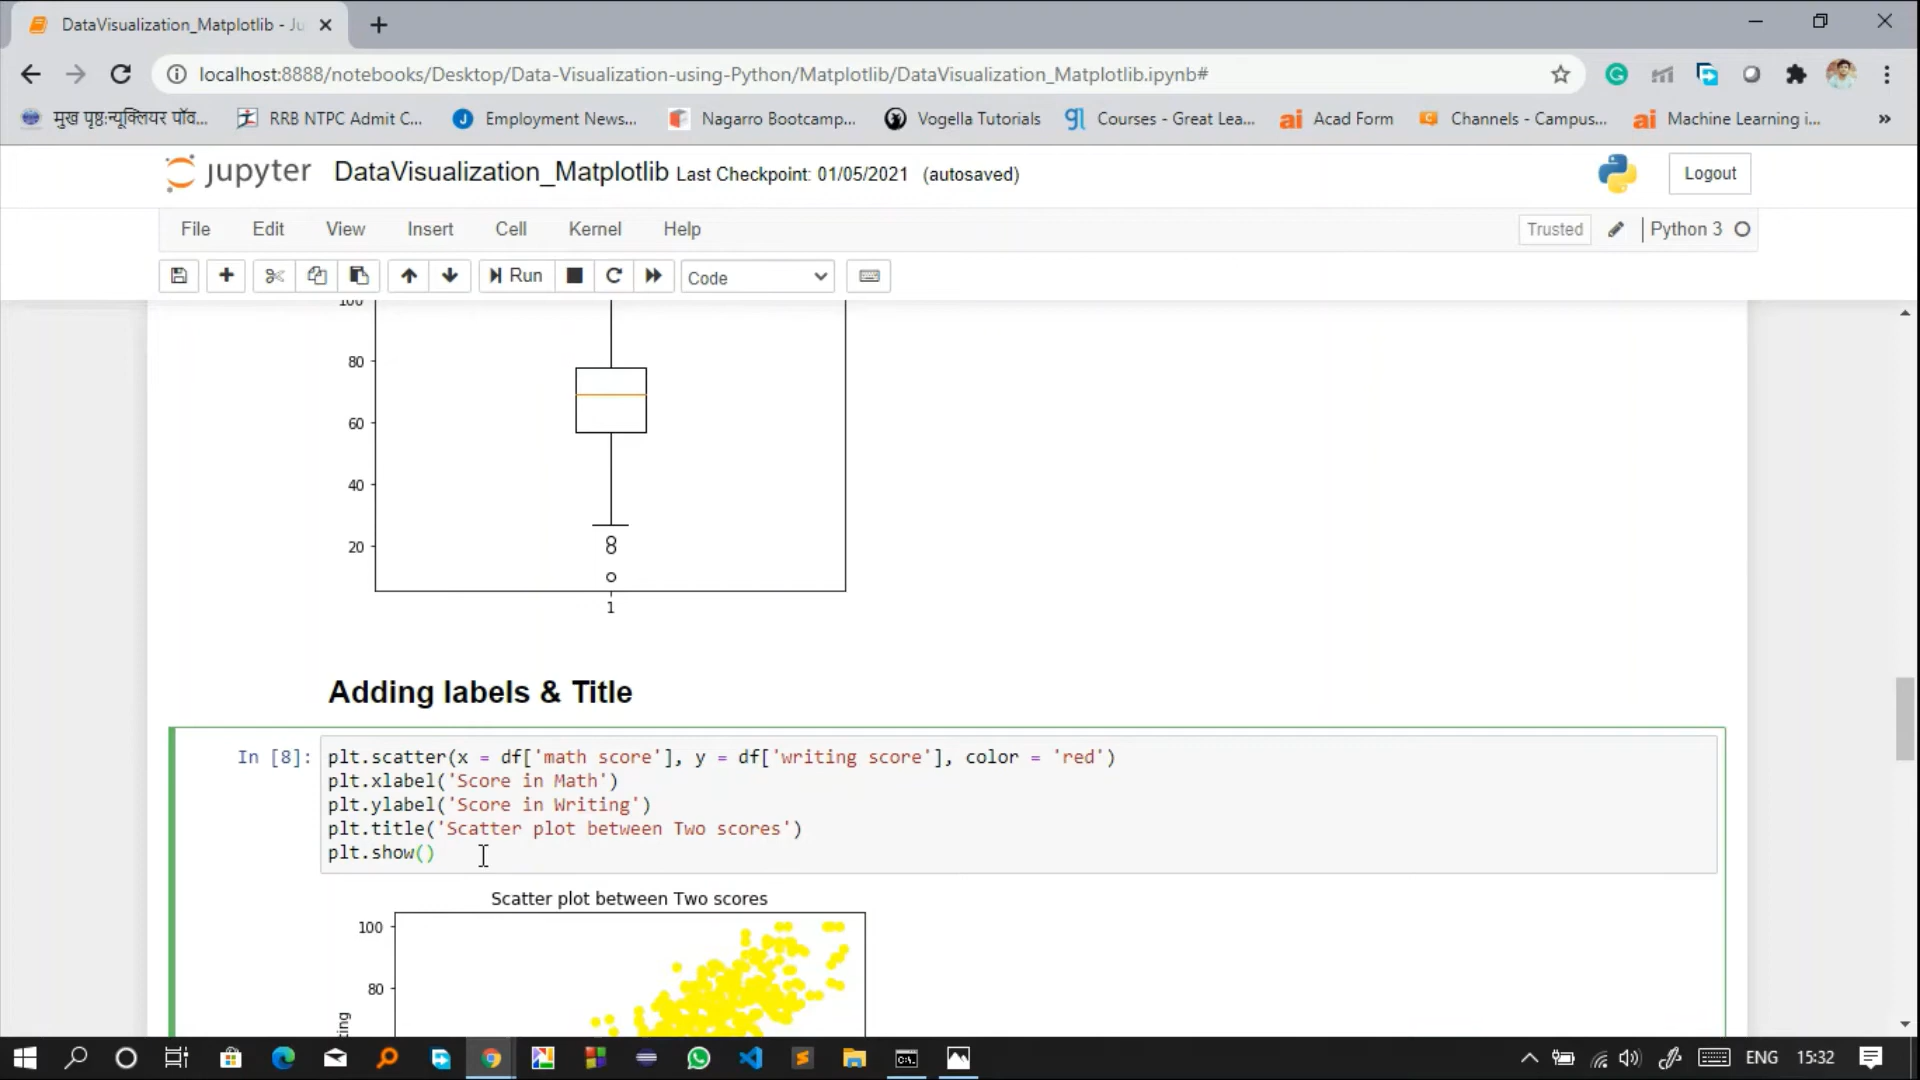 DataVisualization_Matplotlib - Ju
localhost:8888/notebooks/Desktop/Data-Visualization-using-Python/Matplotlib/DataVisualization_Matplotlib.ipynb#
मुख पृष्ठ:न्यूक्लियर पॉव... RRB NTPC Admit C... Employment News... Nagarro Bootcamp... Vogella Tutorials Courses - Great Lea... Acad Form Channels - Campus... Machine Learning i... »
jupyter DataVisualization_Matplotlib Last Checkpoint: 01/05/2021 (autosaved) Logout
File Edit View Insert Cell Kernel Help Trusted Python 3
Run Code
100
80
60
40
20
1
Adding labels & Title
In [8]: plt.scatter(x = df['math score'], y = df['writing score'], color = 'red')
plt.xlabel('Score in Math')
plt.ylabel('Score in Writing')
plt.title('Scatter plot between Two scores')
plt.show()
Scatter plot between Two scores
100
80
ENG 15:32